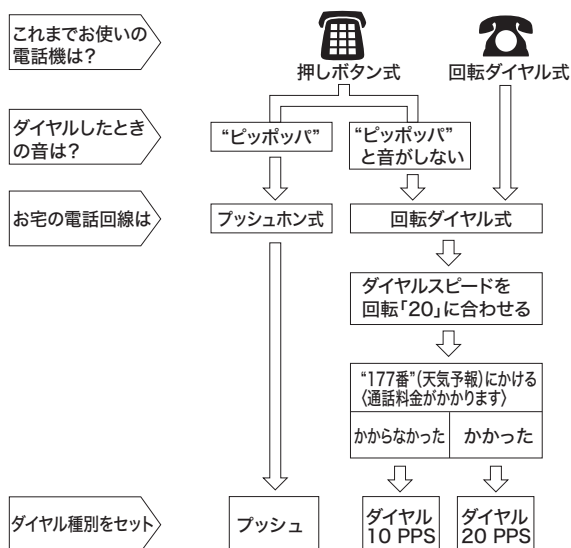 これまでお使いの
電話機は?
押しボタン式
回転ダイヤル式
ダイヤルしたとき
の音は?
“ピッポッパ”
“ピッポッパ”
と音がしない
お宅の電話回線は
プッシュホン式
回転ダイヤル式
ダイヤルスピードを
回転「20」に合わせる
“177番”(天気予報)にかける
〈通話料金がかかります〉
かからなかった
かかった
ダイヤル種別をセット
プッシュ
ダイヤル
10 PPS
ダイヤル
20 PPS